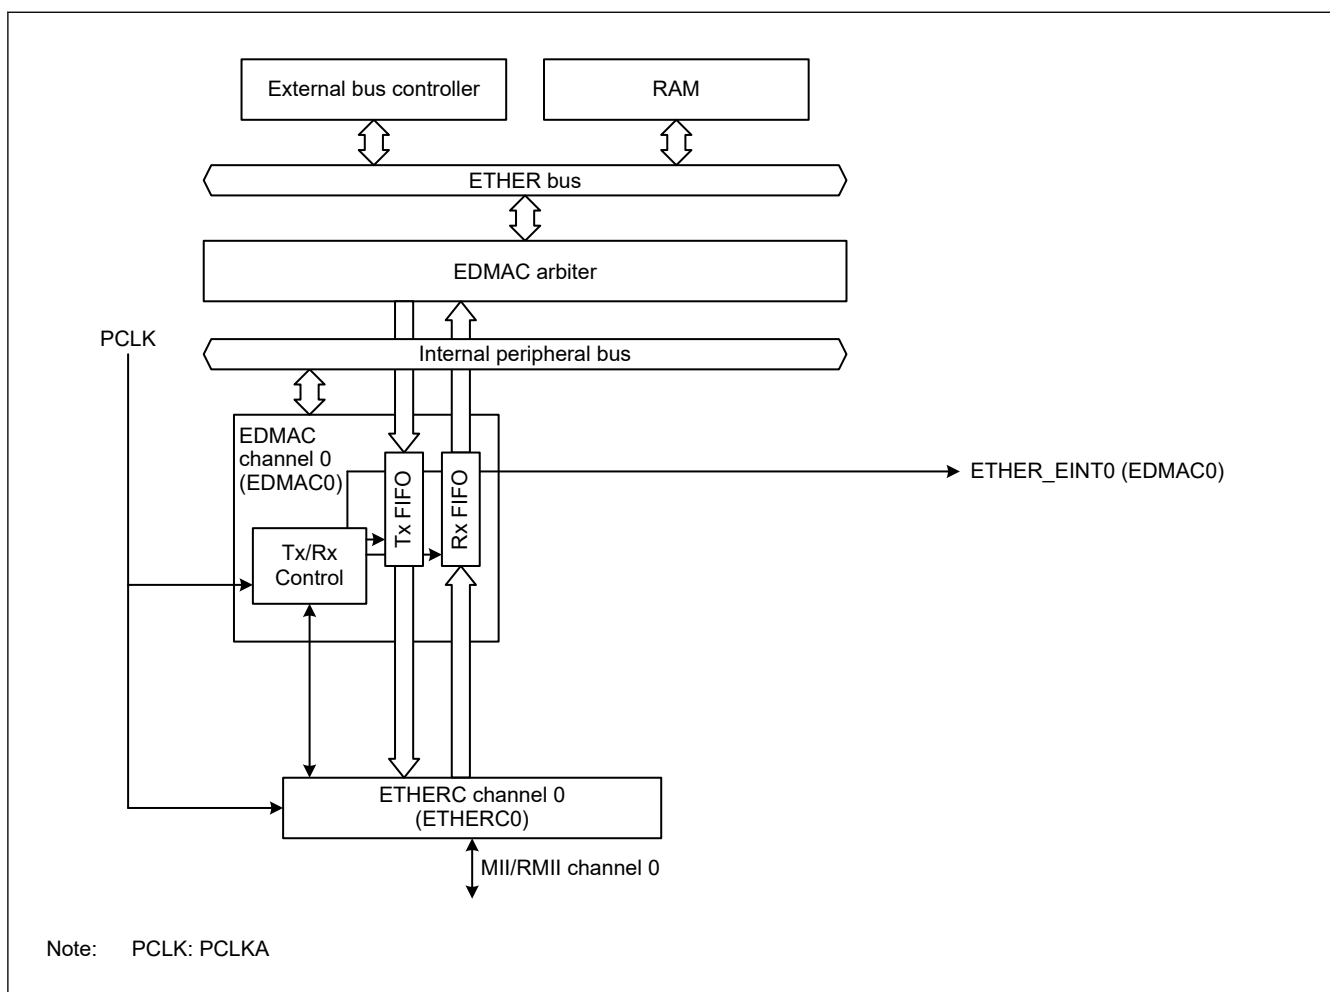 External bus controller
RAM
ETHER bus
EDMAC arbiter
PCLK
Internal peripheral bus
EDMAC
channel 0
(EDMAC0)
Tx FIFO
Rx FIFO
ETHER_EINT0 (EDMAC0)
Tx/Rx
Control
ETHERC channel 0
(ETHERC0)
MII/RMII channel 0
Note: PCLK: PCLKA